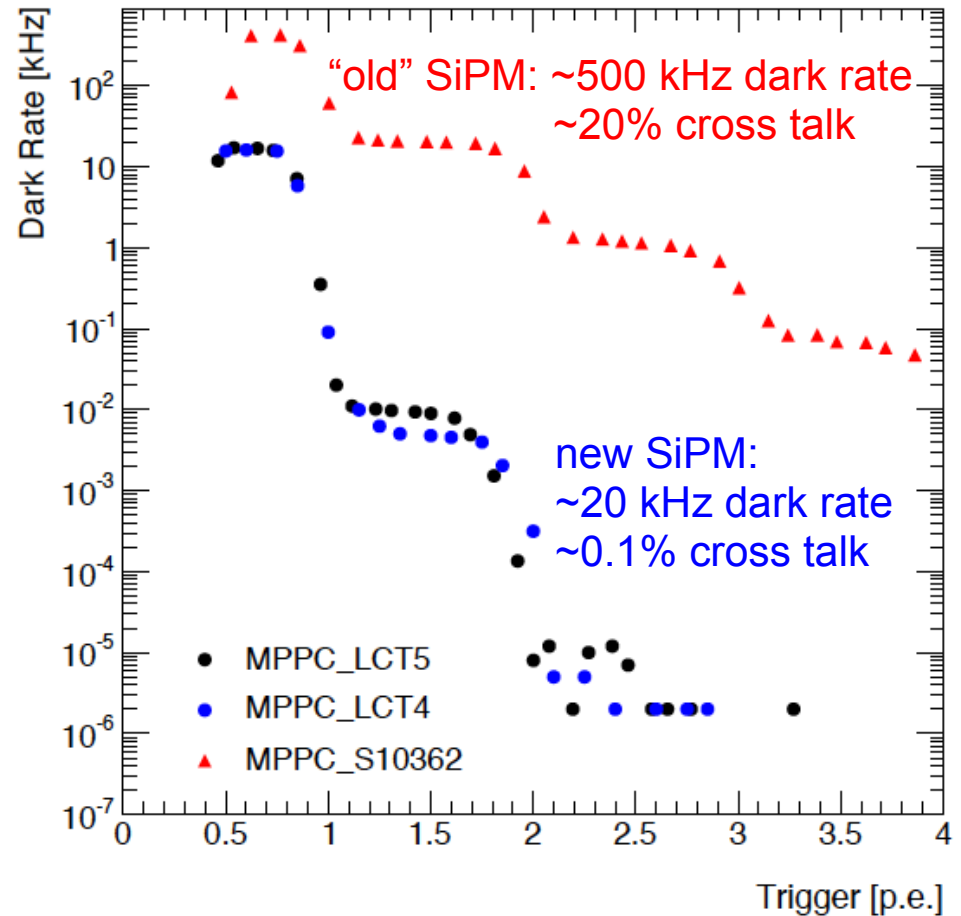 Dark Rate [kHz]
10²
10
1
10⁻¹
10⁻²
10⁻³
10⁻⁴
10⁻⁵
10⁻⁶
10⁻⁷
“old” SiPM: ~500 kHz dark rate
~20% cross talk
new SiPM:
~20 kHz dark rate
~0.1% cross talk
MPPC_LCT5
MPPC_LCT4
MPPC_S10362
0 0.5 1 1.5 2 2.5 3 3.5 4
Trigger [p.e.]